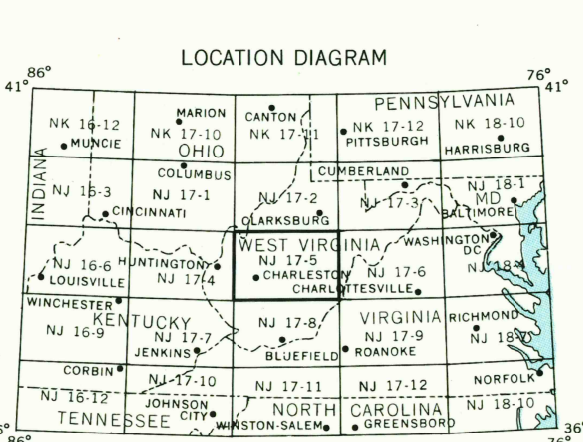 LOCATION DIAGRAM
86° 76°
41° 41°
MARION CANTON PENNSYLVANIA
NK 16-12 NK 17-10 NK 17-11 NK 17-12 NK 18-10
MUNCIE OHIO PITTSBURGH HARRISBURG
INDIANA
COLUMBUS CUMBERLAND
NJ 16-3 NJ 17-1 NJ 17-2 NJ 17-3 NJ 18-1
MD
CINCINNATI CLARKSBURG BALTIMORE
WEST VIRGINIA WASHINGTON
DC
NJ 16-6 HUNTINGTON NJ 17-5 NJ 17-6
LOUISVILLE NJ 17-4 CHARLESTON
CHARLOTTESVILLE
WINCHESTER
KENTUCKY NJ 17-8 VIRGINIA RICHMOND
NJ 16-9 NJ 17-7 NJ 17-9
JENKINS BLUEFIELD ROANOKE
CORBIN
NJ 17-10 NJ 17-11 NJ 17-12 NORFOLK
NJ 16-12 JOHNSON NORTH CAROLINA NJ 18-10
TENNESSEE CITY WINSTON-SALEM GREENSBORO